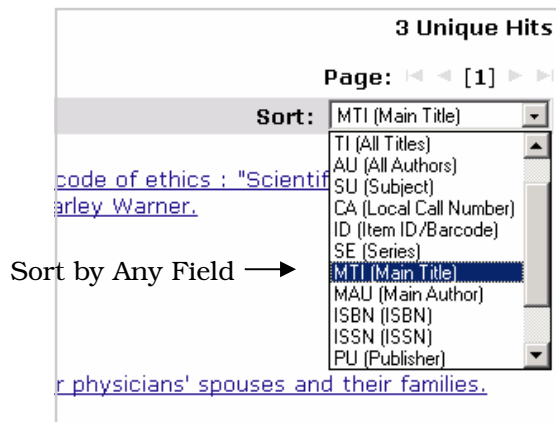 3 Unique Hits
Page: [1]
Sort: MTI (Main Title)
TI (All Titles)
AU (All Authors)
SU (Subject)
CA (Local Call Number)
ID (Item ID/Barcode)
SE (Series)
MTI (Main Title)
MAU (Main Author)
ISBN (ISBN)
ISSN (ISSN)
PU (Publisher)
code of ethics : "Scientif
arley Warner.
Sort by Any Field
r physicians' spouses and their families.